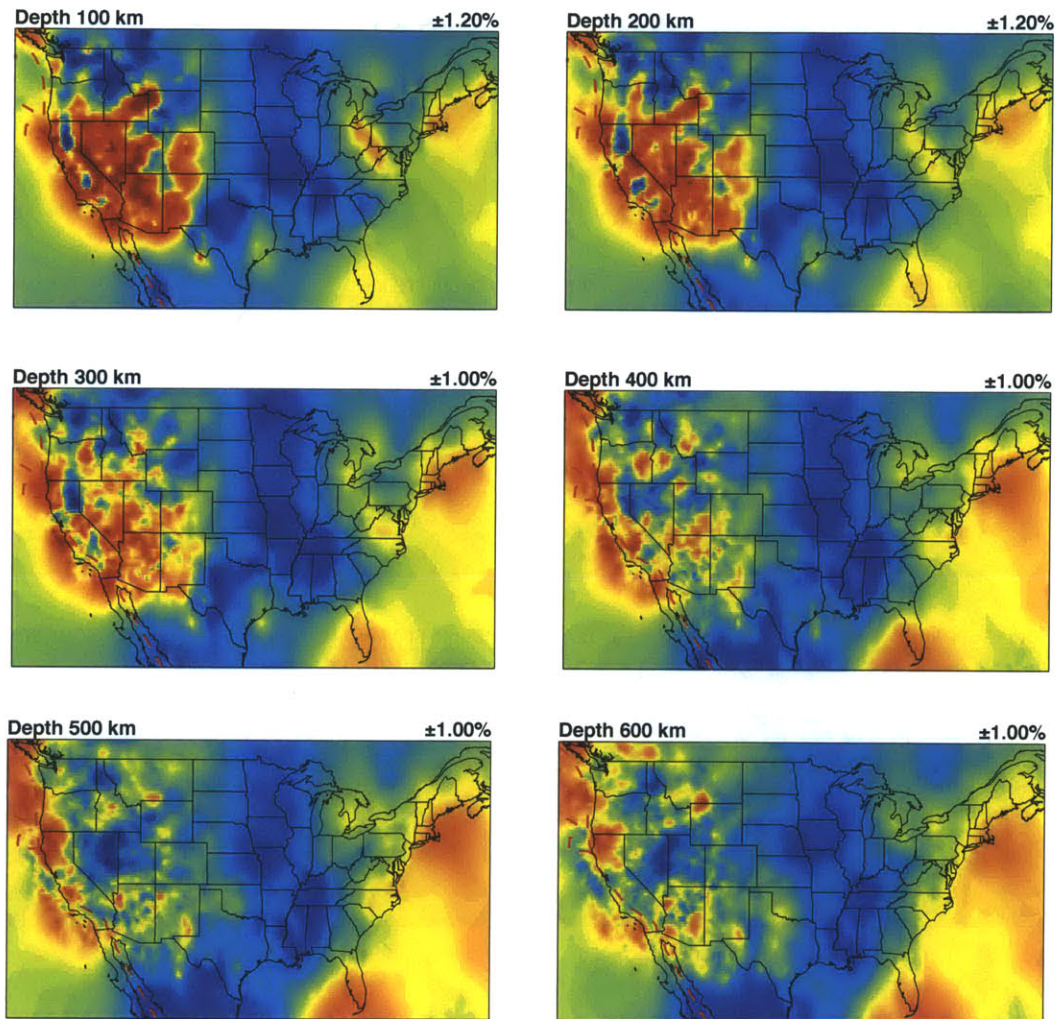 Depth 100 km ±1.20%
Depth 200 km ±1.20%
Depth 300 km ±1.00%
Depth 400 km ±1.00%
Depth 500 km ±1.00%
Depth 600 km ±1.00%